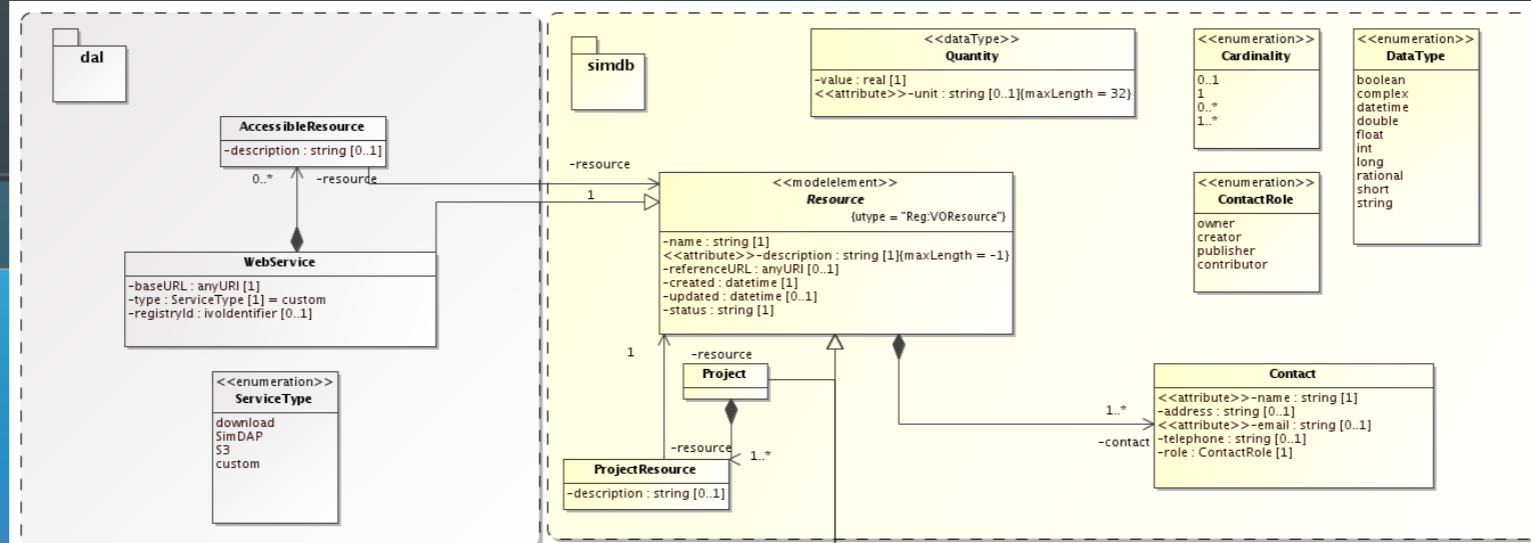 dal
AccessibleResource
-description : string [0..1]
0..*
-resource
WebService
-baseURL : anyURI [1]
-type : ServiceType [1] = custom
-registryId : ivoIdentifier [0..1]
<<enumeration>>
ServiceType
download
SimDAP
S3
custom
simdb
<<dataType>>
Quantity
-value : real [1]
<<attribute>>-unit : string [0..1]{maxLength = 32}
<<enumeration>>
Cardinality
0..1
1
0..*
1..*
<<enumeration>>
DataType
boolean
complex
datetime
double
float
int
long
rational
short
string
-resource
1
<<modelelement>>
Resource
{utype = "Reg:VOResource"}
-name : string [1]
<<attribute>>-description : string [1]{maxLength = -1}
-referenceURL : anyURI [0..1]
-created : datetime [1]
-updated : datetime [0..1]
-status : string [1]
<<enumeration>>
ContactRole
owner
creator
publisher
contributor
1
-resource
Project
-resource
1..*
ProjectResource
-description : string [0..1]
1..*
-contact
Contact
<<attribute>>-name : string [1]
-address : string [0..1]
<<attribute>>-email : string [0..1]
-telephone : string [0..1]
-role : ContactRole [1]